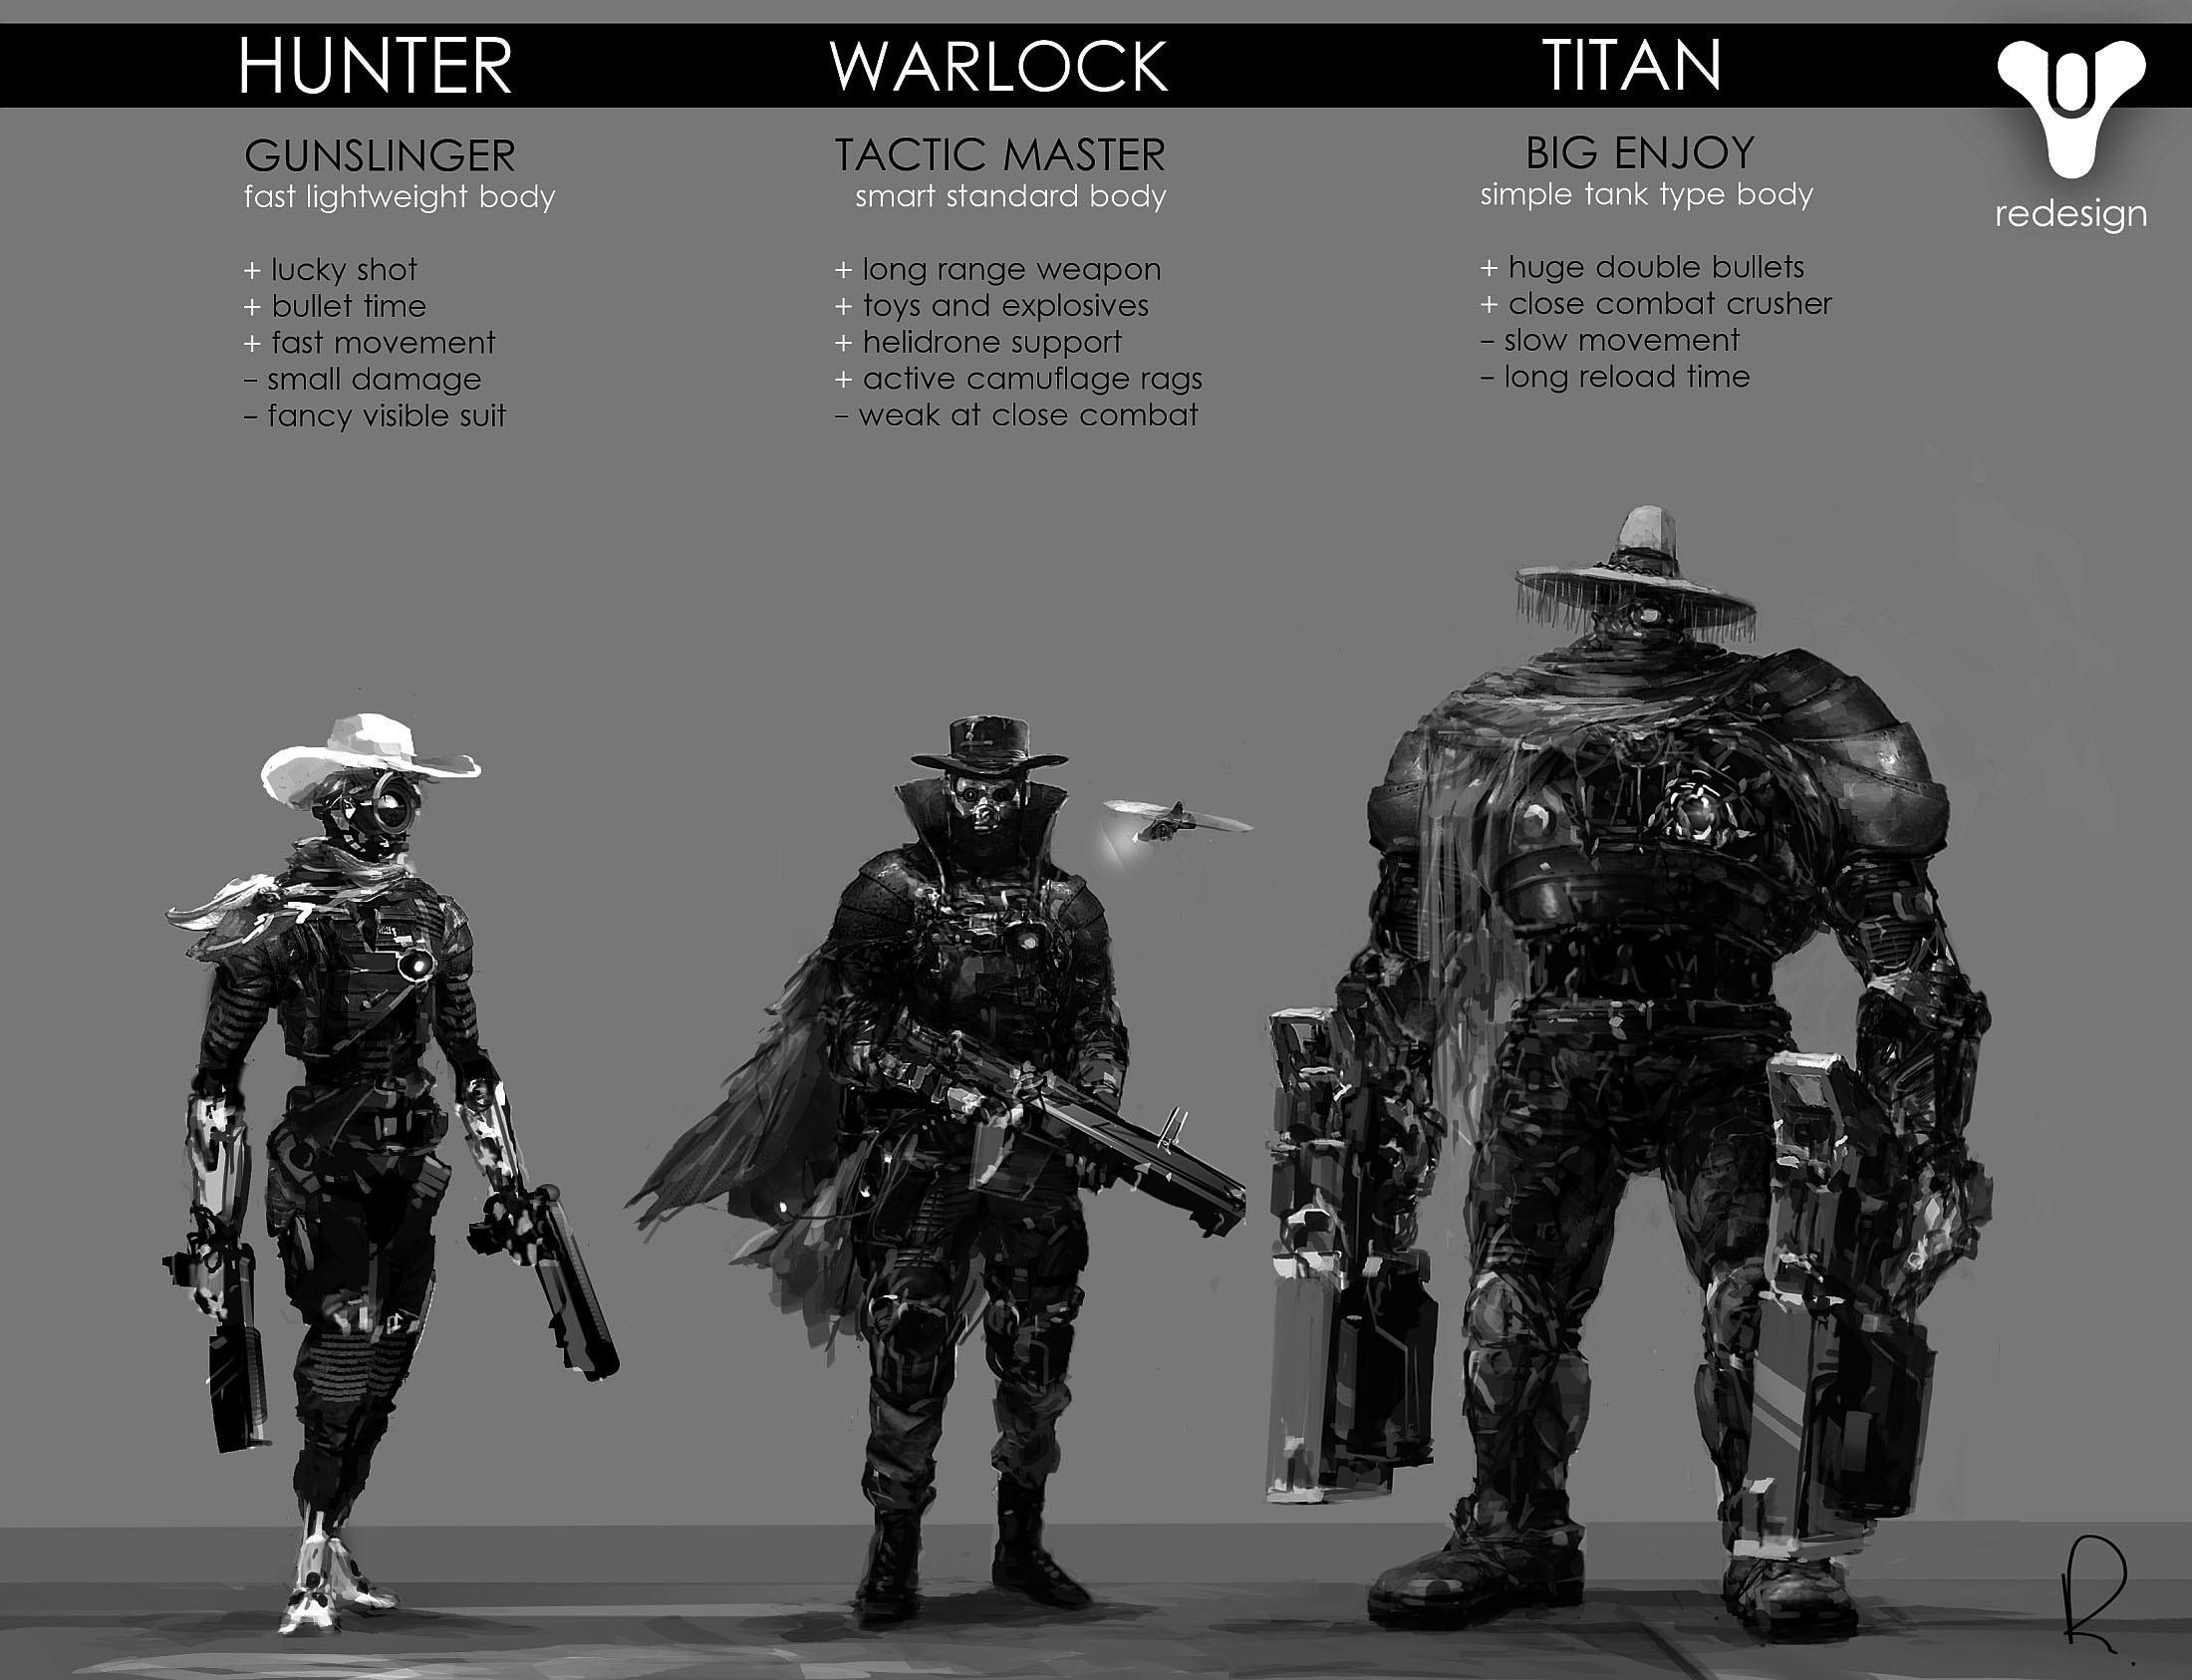 HUNTER
GUNSLINGER
fast lightweight body
+ lucky shot
+ bullet time
+ fast movement
- small damage
- fancy visible suit
WARLOCK
TACTIC MASTER
smart standard body
+ long range weapon
+ toys and explosives
+ helidrone support
+ active camuflage rags
- weak at close combat
TITAN
BIG ENJOY
simple tank type body
+ huge double bullets
+ close combat crusher
- slow movement
- long reload time
redesign
R.